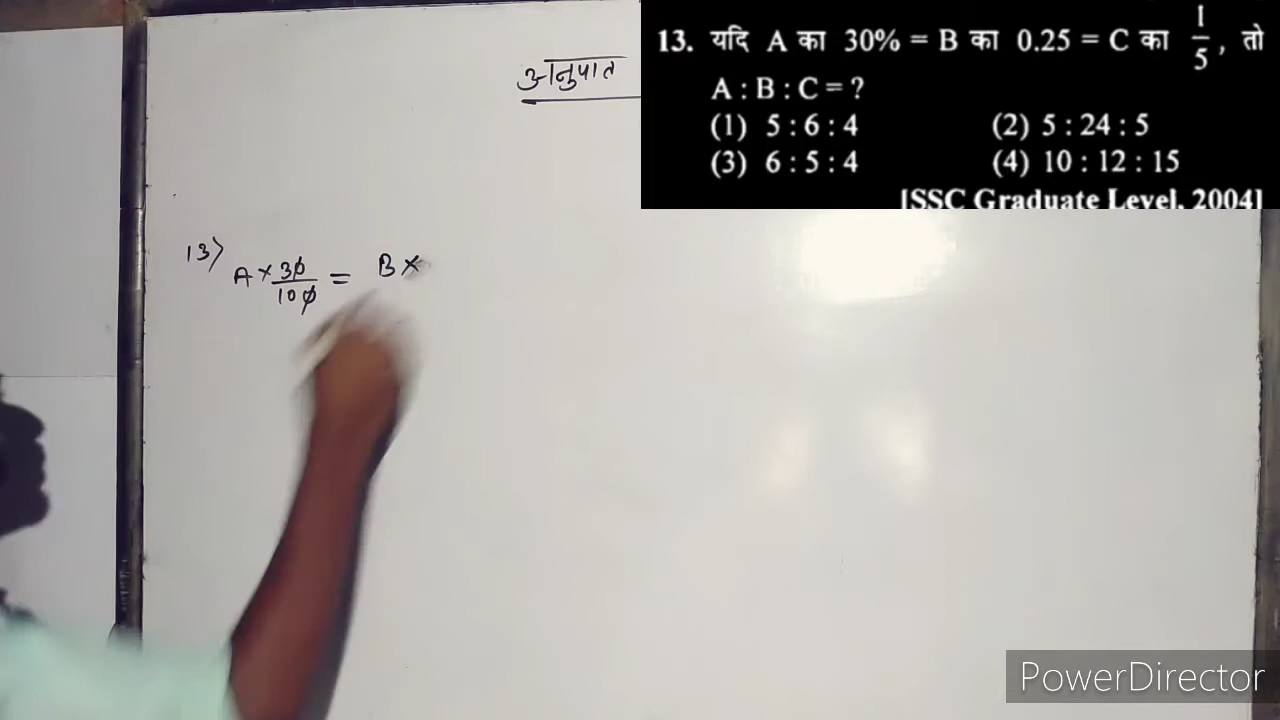 अनुपात
13. यदि A का 30% = B का 0.25 = C का 1/5, तो
A : B : C = ?
(1) 5 : 6 : 4 (2) 5 : 24 : 5
(3) 6 : 5 : 4 (4) 10 : 12 : 15
[SSC Graduate Level, 2004]
13) A × 30/100 = B ×
PowerDirector